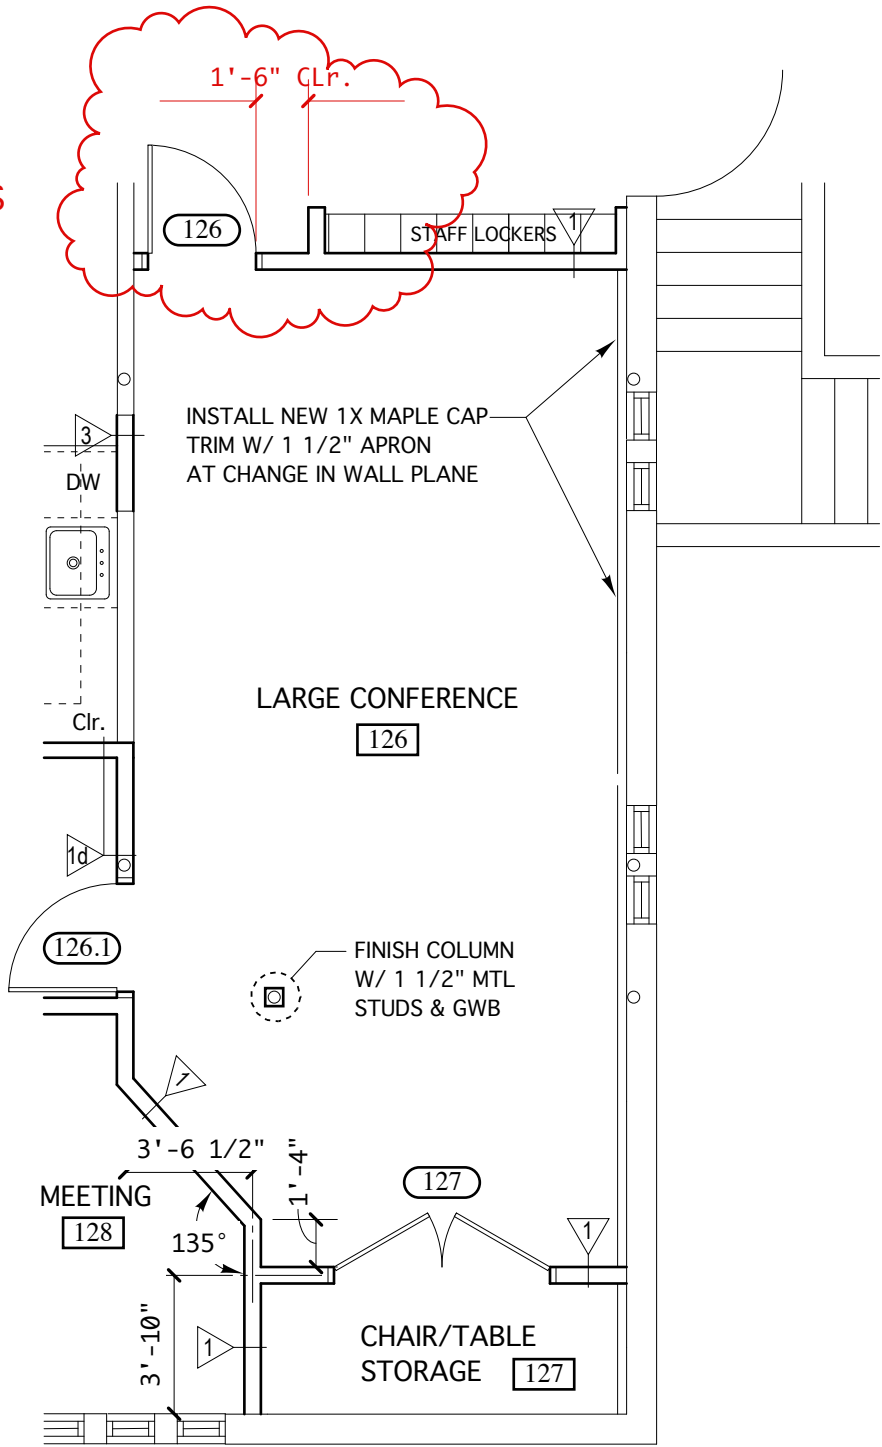 1'-6" CLr.
S
126
STAFF LOCKERS
1
INSTALL NEW 1X MAPLE CAP
TRIM W/ 1 1/2" APRON
AT CHANGE IN WALL PLANE
3
DW
LARGE CONFERENCE
126
Clr.
1d
126.1
FINISH COLUMN
W/ 1 1/2" MTL
STUDS & GWB
1
3'-6 1/2"
1'-4"
127
MEETING
128
135°
1
3'-10"
1
CHAIR/TABLE
STORAGE 127